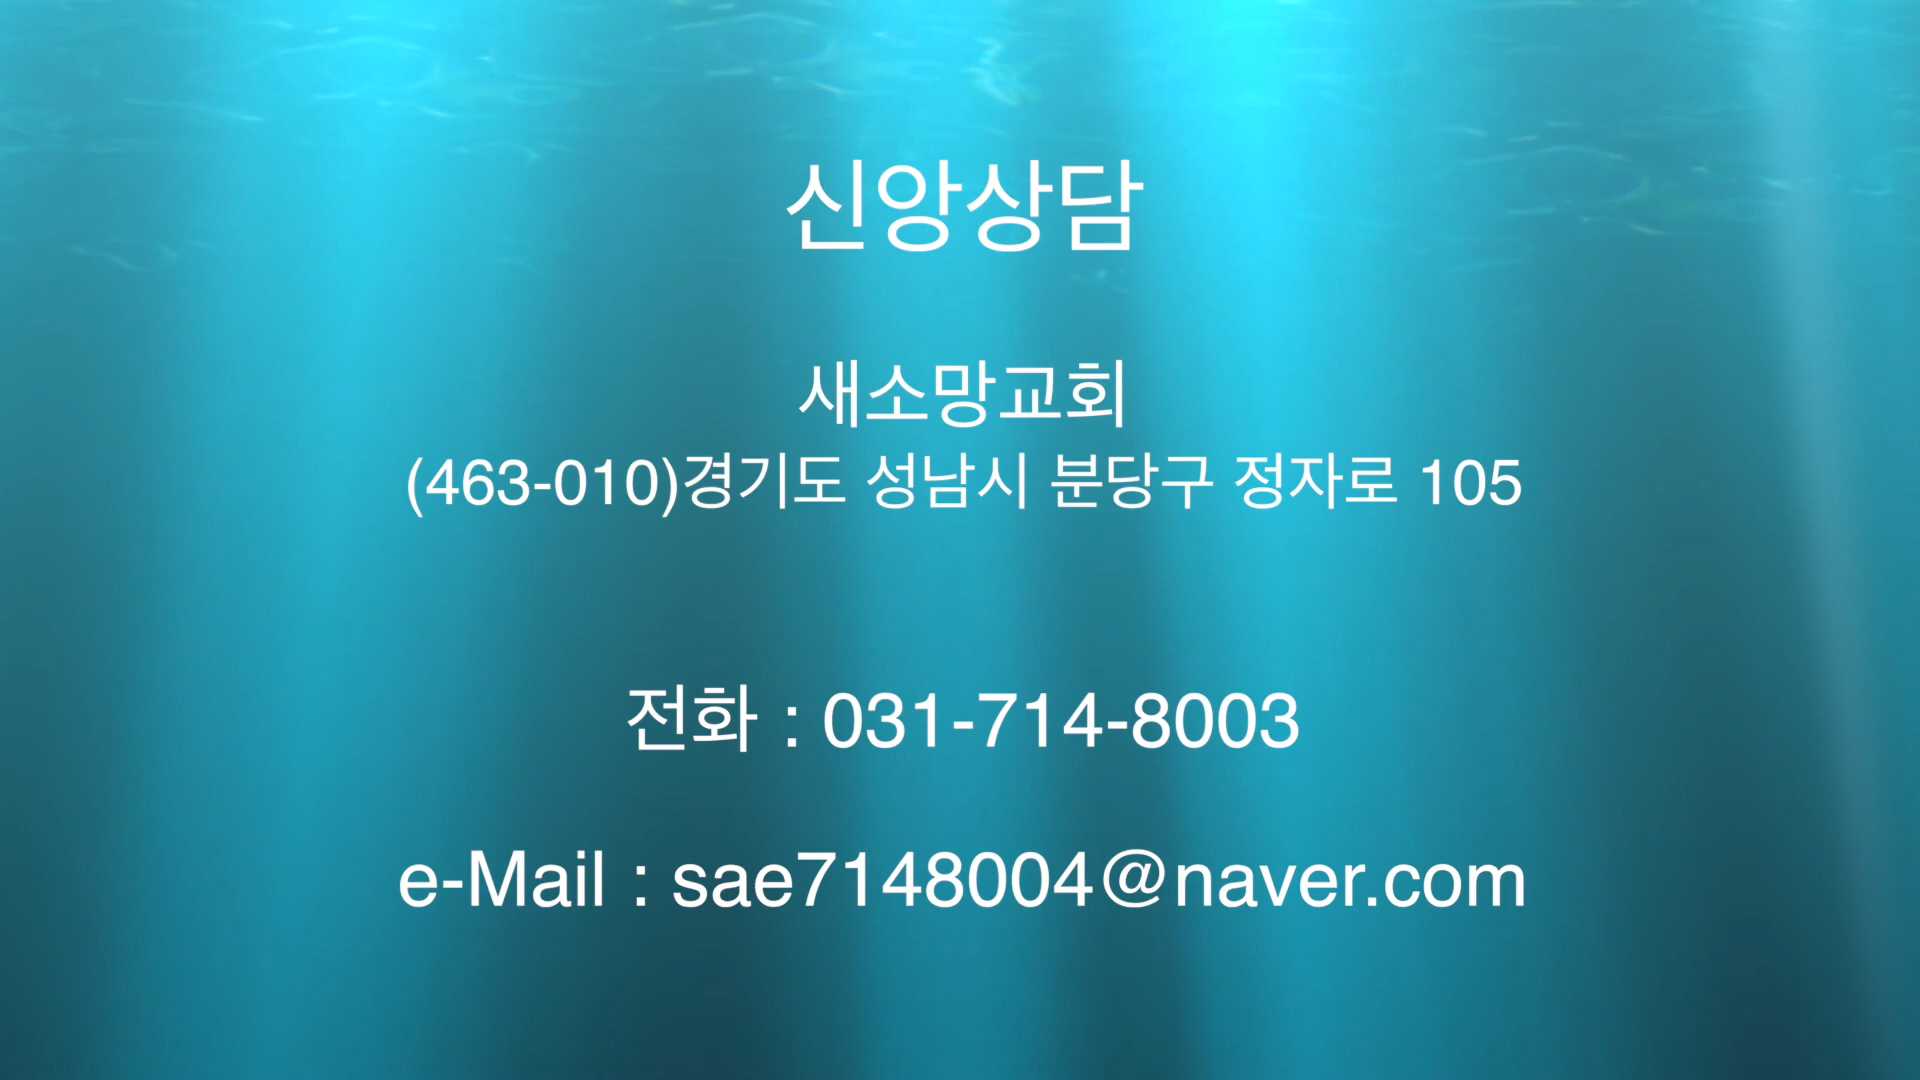 신앙상담
새소망교회
(463-010)경기도 성남시 분당구 정자로 105
전화 : 031-714-8003
e-Mail : sae7148004@naver.com